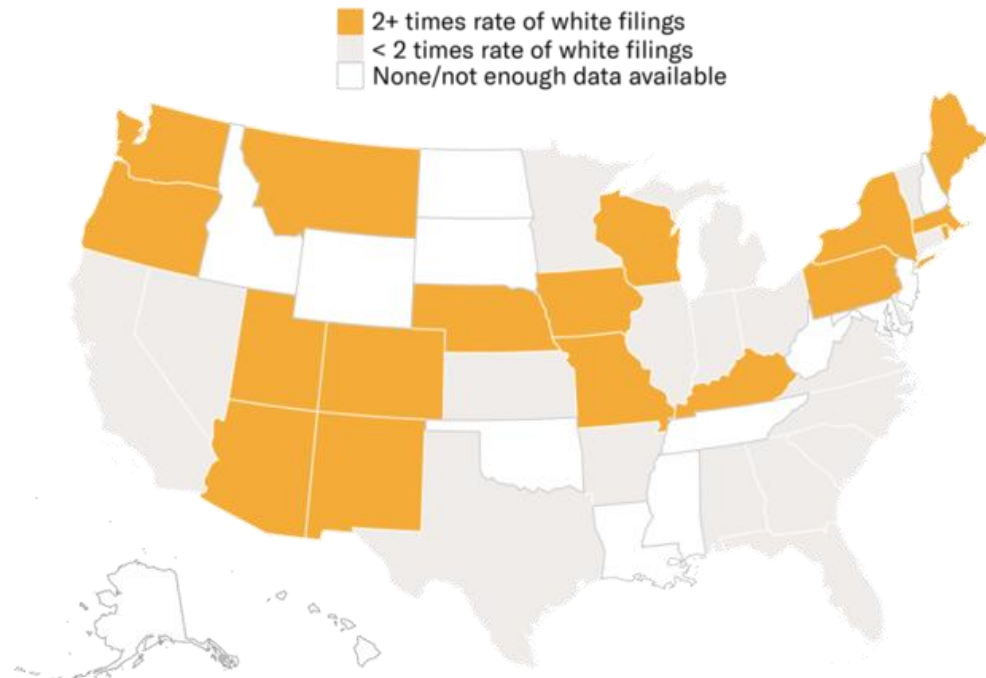 2+ times rate of white filings
< 2 times rate of white filings
None/not enough data available